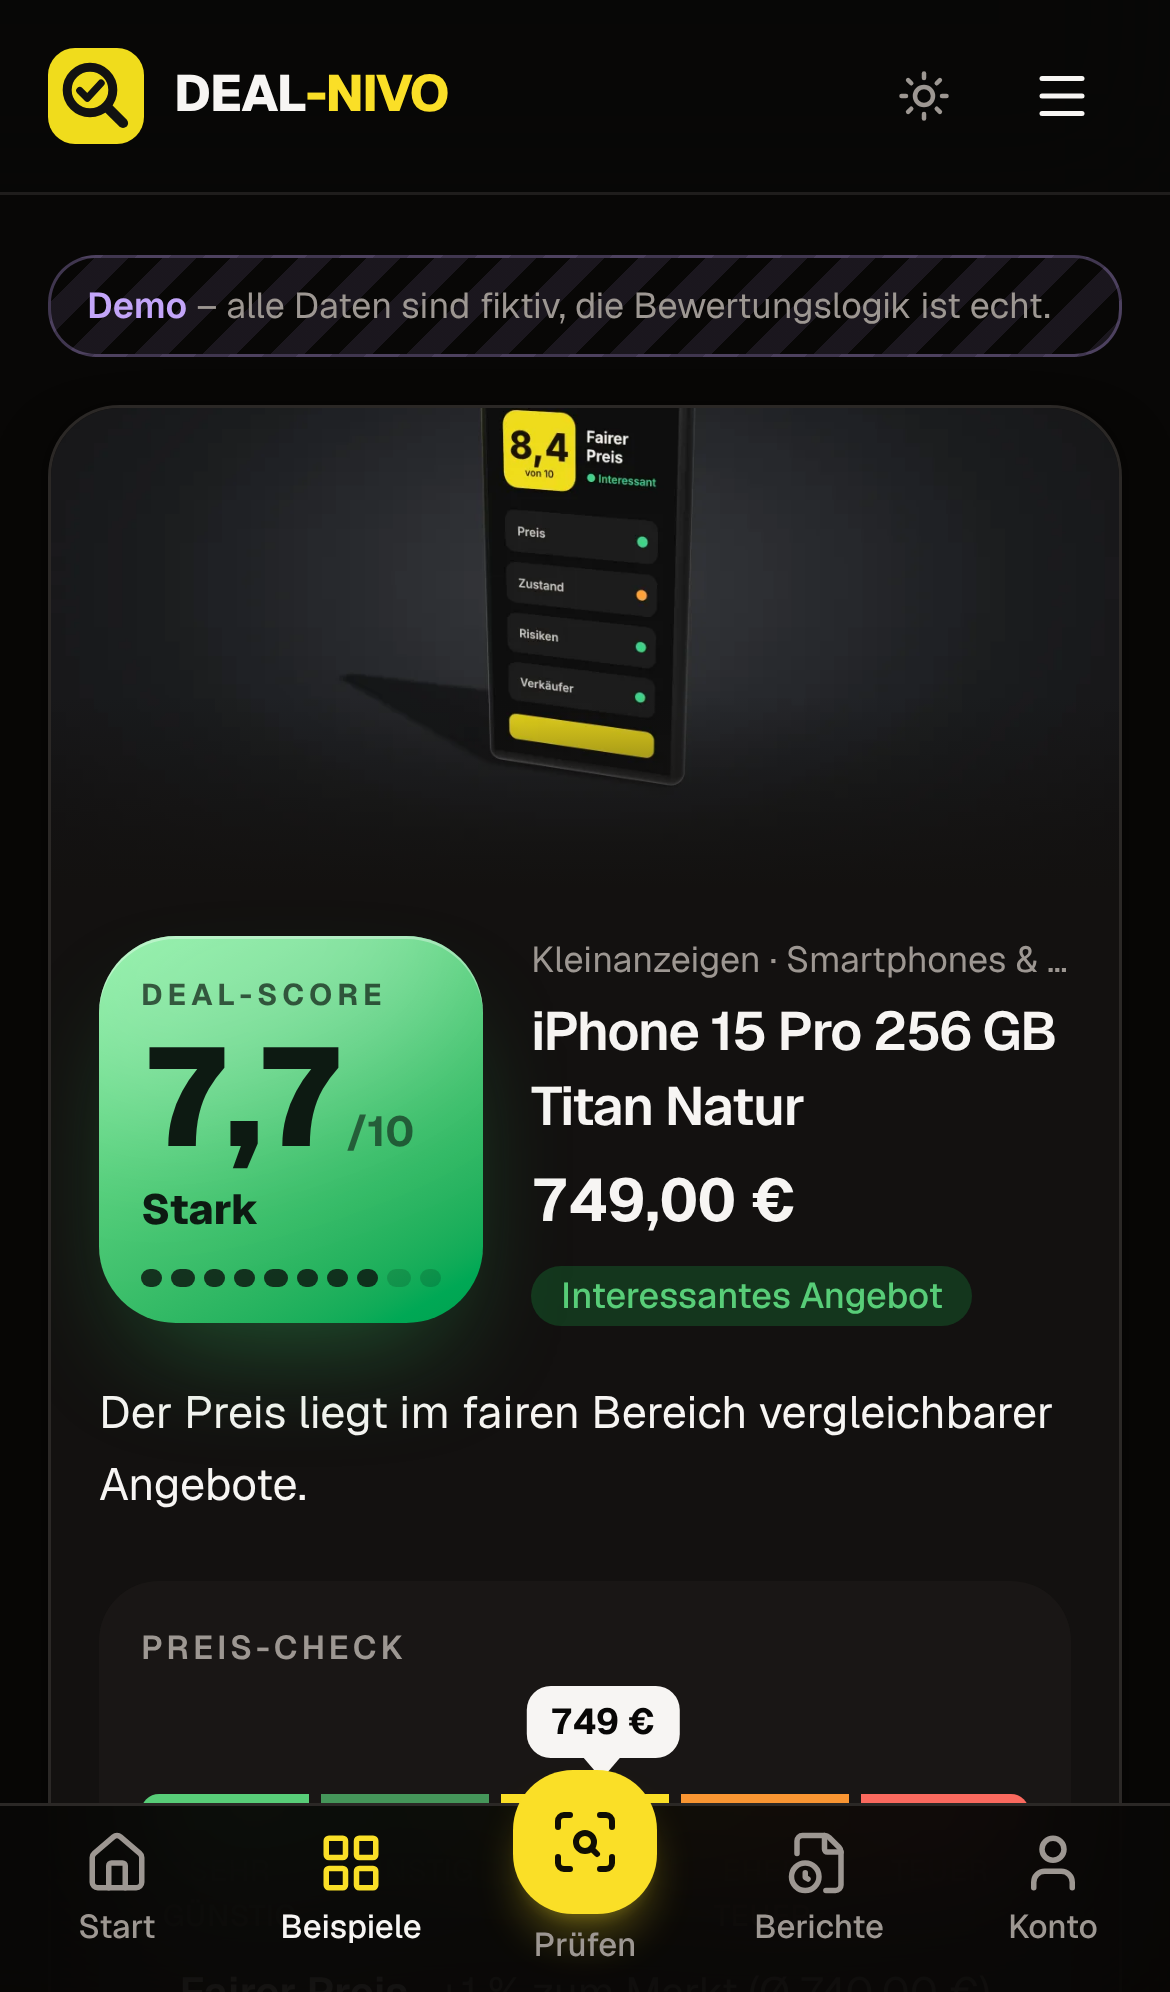 DEAL-NIVO
Demo – alle Daten sind fiktiv, die Bewertungslogik ist echt.
8,4
von 10
Fairer
Preis
Interessant
Preis
Zustand
Risiken
Verkäufer
DEAL-SCORE
7,7/10
Stark
Kleinanzeigen · Smartphones & ...
iPhone 15 Pro 256 GB
Titan Natur
749,00 €
Interessantes Angebot
Der Preis liegt im fairen Bereich vergleichbarer
Angebote.
PREIS-CHECK
749 €
Start
Beispiele
Prüfen
Berichte
Konto